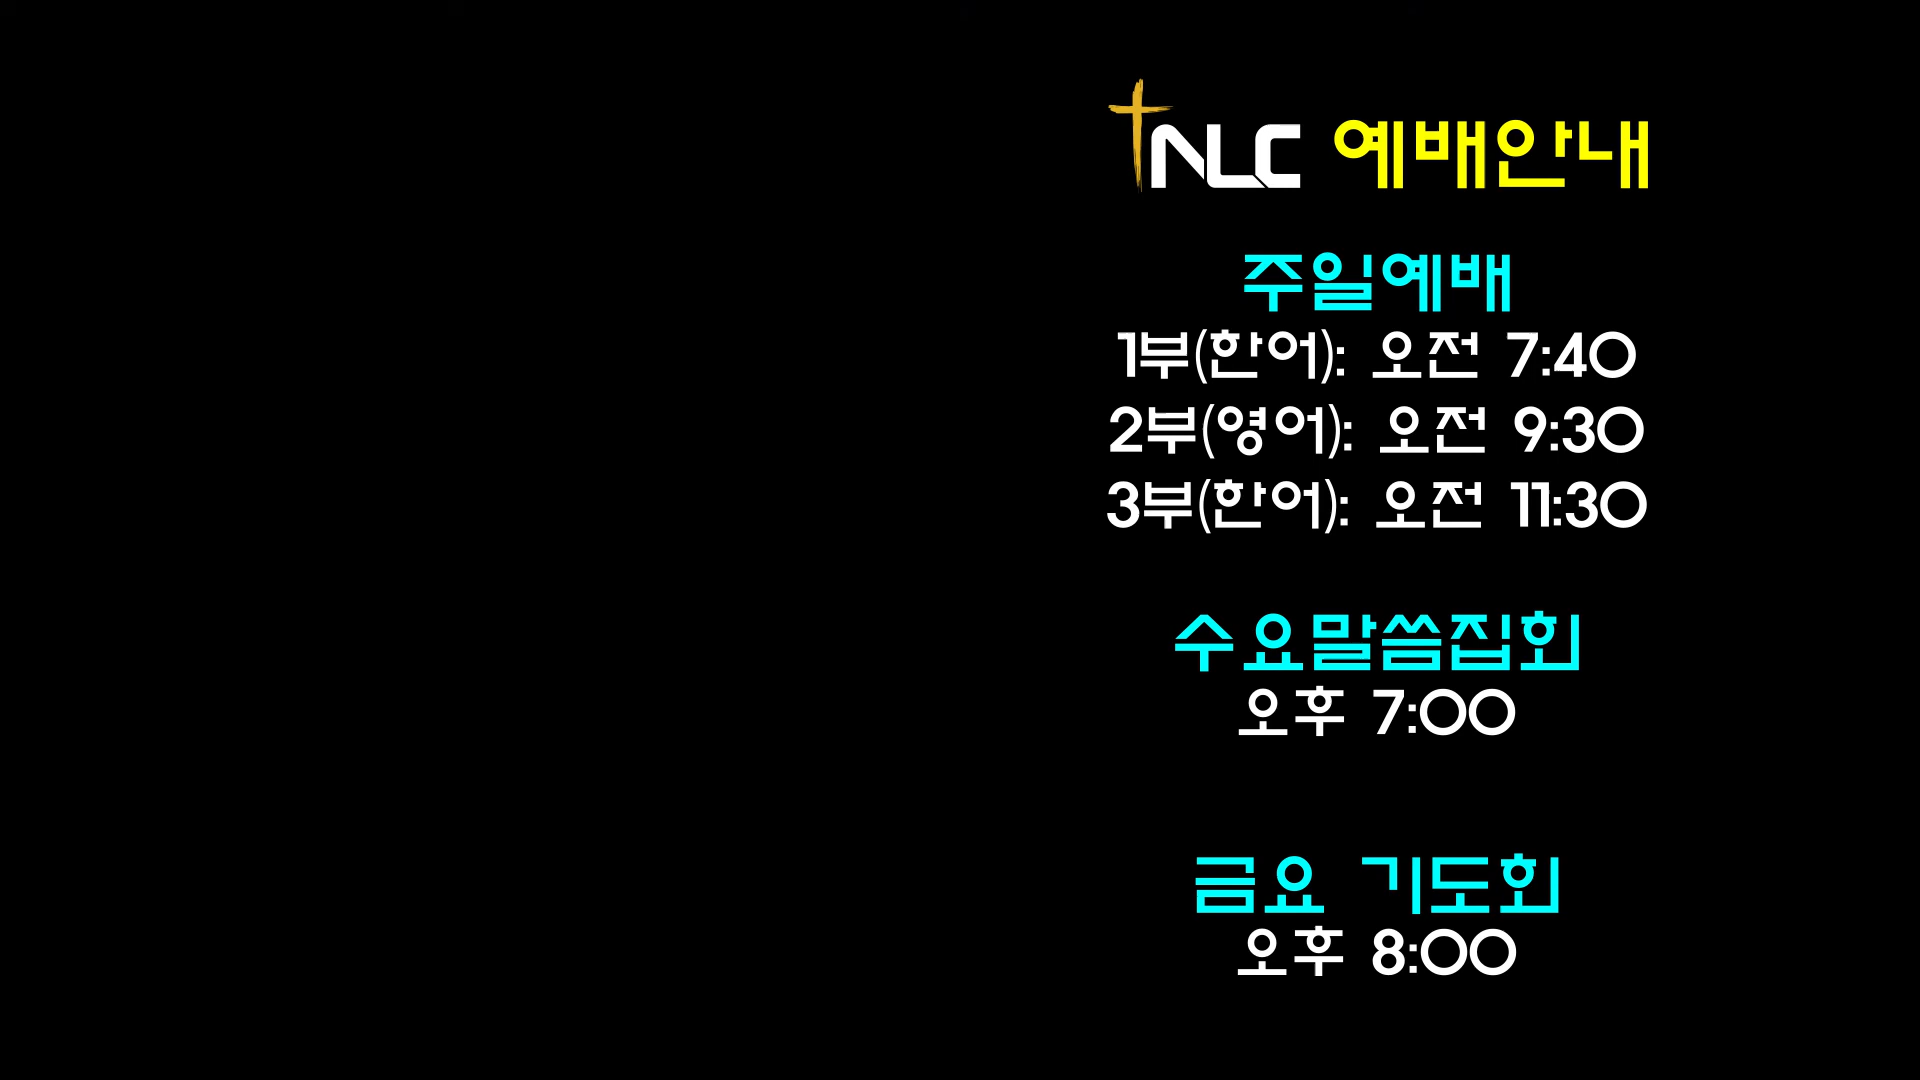 NLC 예배안내
주일예배
1부(한어): 오전 7:40
2부(영어): 오전 9:30
3부(한어): 오전 11:30
수요말씀집회
오후 7:00
금요 기도회
오후 8:00